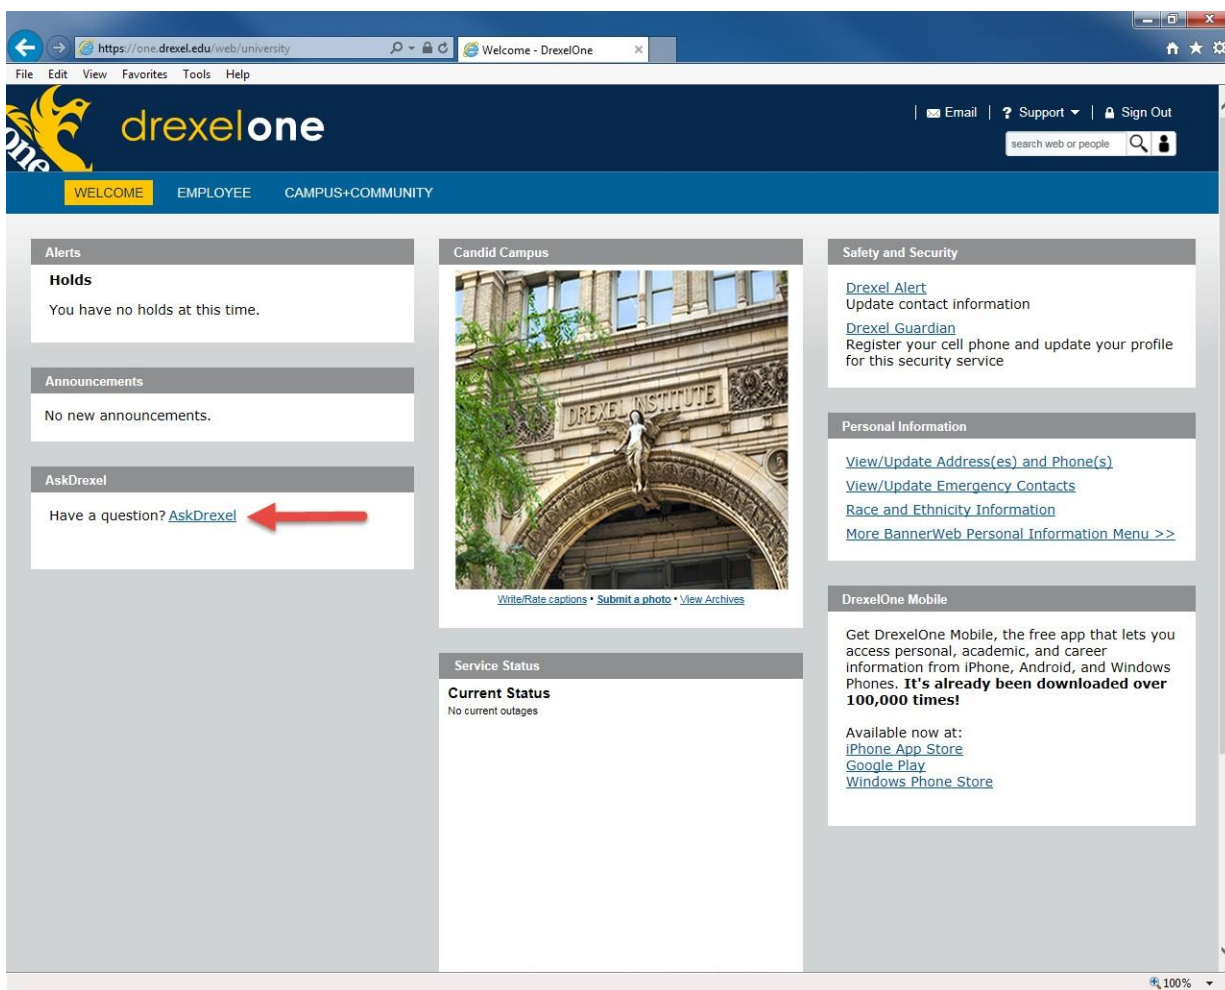 https://one.drexel.edu/web/university
Welcome - DrexelOne
File Edit View Favorites Tools Help
one
drexelone
Email
? Support
Sign Out
search web or people
WELCOME
EMPLOYEE
CAMPUS+COMMUNITY
Alerts
Holds
You have no holds at this time.
Announcements
No new announcements.
AskDrexel
Have a question? AskDrexel
Candid Campus
DREXEL INSTITUTE
Write/Rate captions • Submit a photo • View Archives
Service Status
Current Status
No current outages
Safety and Security
Drexel Alert
Update contact information
Drexel Guardian
Register your cell phone and update your profile
for this security service
Personal Information
View/Update Address(es) and Phone(s)
View/Update Emergency Contacts
Race and Ethnicity Information
More BannerWeb Personal Information Menu >>
DrexelOne Mobile
Get DrexelOne Mobile, the free app that lets you
access personal, academic, and career
information from iPhone, Android, and Windows
Phones. It's already been downloaded over
100,000 times!
Available now at:
iPhone App Store
Google Play
Windows Phone Store
100%